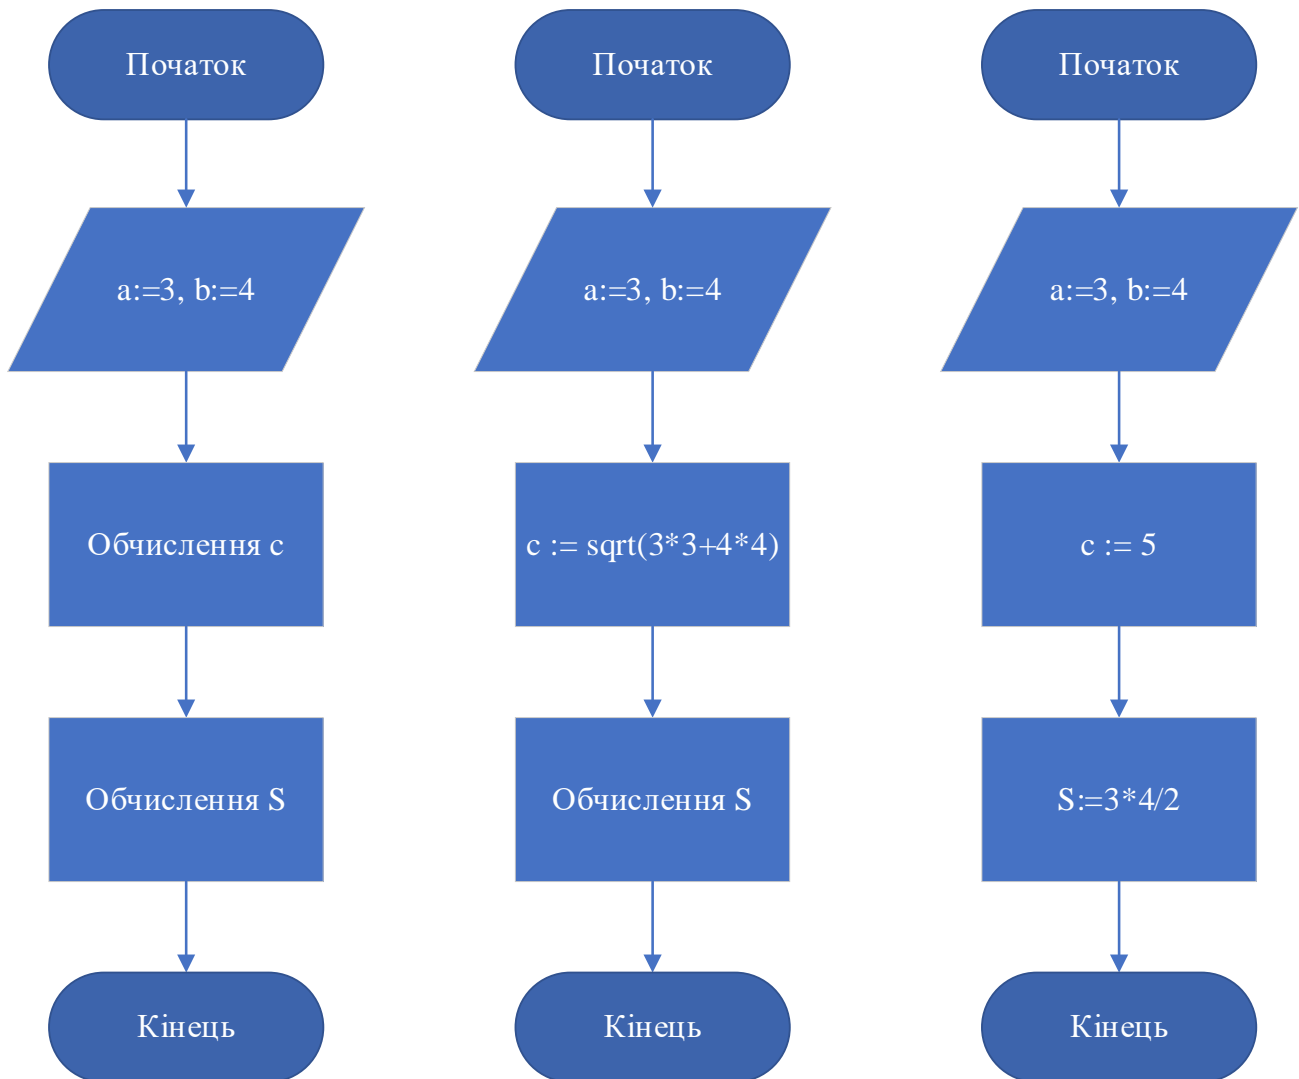 Початок
a:=3, b:=4
Обчислення с
Обчислення S
Кінець
Початок
a:=3, b:=4
c := sqrt(3*3+4*4)
Обчислення S
Кінець
Початок
a:=3, b:=4
c := 5
S:=3*4/2
Кінець